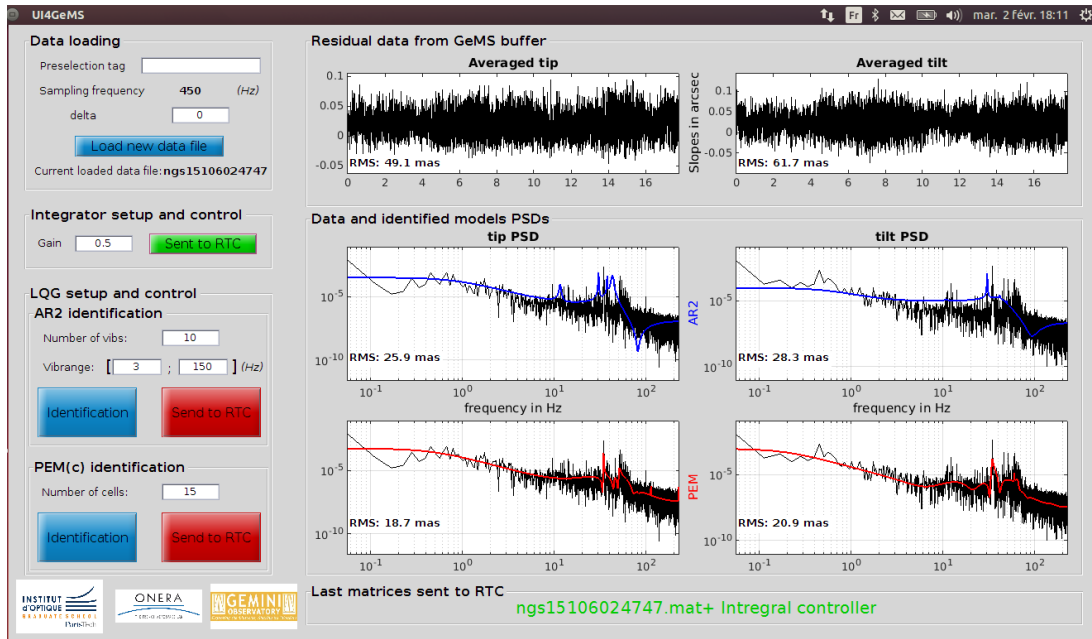 UI4GeMS
Fr
mar. 2 févr. 18:11
Data loading
Preselection tag
Sampling frequency 450 (Hz)
delta 0
Load new data file
Current loaded data file: ngs15106024747
Integrator setup and control
Gain 0.5 Sent to RTC
LQG setup and control
AR2 identification
Number of vibs: 10
Vibrange: [ 3 ; 150 ] (Hz)
Identification Send to RTC
PEM(c) identification
Number of cells: 15
Identification Send to RTC
INSTITUT
d'OPTIQUE
GRADUATE SCHOOL
ParisTech
ONERA
GEMINI
OBSERVATORY
Residual data from GeMS buffer
Averaged tip
0.1
0.05
0
-0.05
RMS: 49.1 mas
0 2 4 6 8 10 12 14 16
Averaged tilt
Slopes in arcsec
0.1
0.05
0
-0.05
RMS: 61.7 mas
0 2 4 6 8 10 12 14 16
Data and identified models PSDs
tip PSD
10^-5
10^-10
RMS: 25.9 mas
10^-1 10^0 10^1 10^2
frequency in Hz
tilt PSD
AR2
10^-5
10^-10
RMS: 28.3 mas
10^-1 10^0 10^1 10^2
frequency in Hz
10^-5
10^-10
RMS: 18.7 mas
10^-1 10^0 10^1 10^2
PEM
10^-5
10^-10
RMS: 20.9 mas
10^-1 10^0 10^1 10^2
Last matrices sent to RTC
ngs15106024747.mat+ Intregral controller